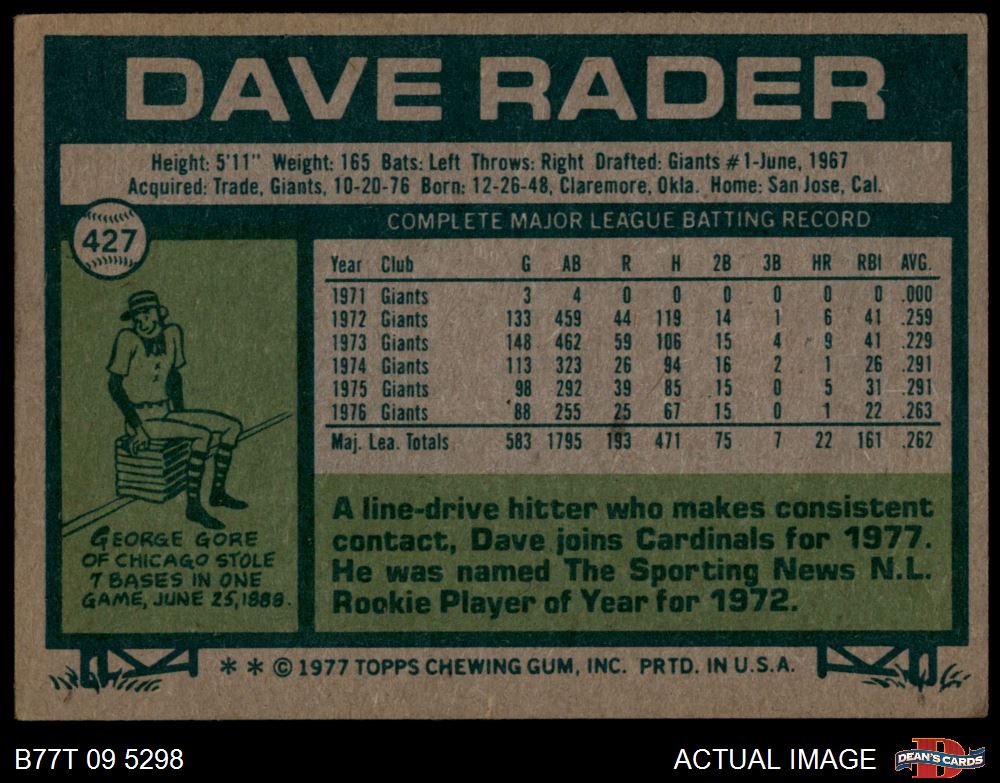 DAVE RADER
Height: 5'11" Weight: 165 Bats: Left Throws: Right Drafted: Giants #1-June, 1967
Acquired: Trade, Giants, 10-20-76 Born: 12-26-48, Claremore, Okla. Home: San Jose, Cal.
427
COMPLETE MAJOR LEAGUE BATTING RECORD
Year Club G AB R H 2B 3B HR RBI AVG.
1971 Giants 3 4 0 0 0 0 0 0 .000
1972 Giants 133 459 44 119 14 1 6 41 .259
1973 Giants 148 462 59 106 15 4 9 41 .229
1974 Giants 113 323 26 94 16 2 1 26 .291
1975 Giants 98 292 39 85 15 0 5 31 .291
1976 Giants 88 255 25 67 15 0 1 22 .263
Maj. Lea. Totals 583 1795 193 471 75 7 22 161 .262
GEORGE GORE
OF CHICAGO STOLE
7 BASES IN ONE
GAME, JUNE 25, 1888.
A line-drive hitter who makes consistent
contact, Dave joins Cardinals for 1977.
He was named The Sporting News N.L.
Rookie Player of Year for 1972.
** © 1977 TOPPS CHEWING GUM, INC. PRTD. IN U.S.A.
B77T 09 5298
ACTUAL IMAGE
D
DEAN'S CARDS